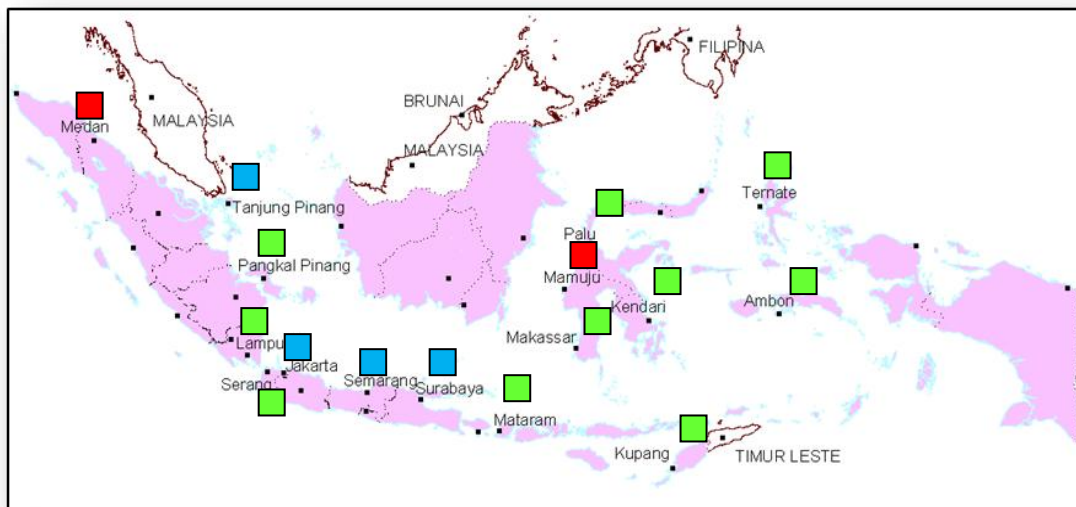 FILIPINA
BRUNAI
MALAYSIA
Medan
MALAYSIA
Ternate
Tanjung Pinang
Palu
Pangkal Pinang
Mamuju
Kendari
Ambon
Makassar
Lampu
Jakarta
Serang
Semarang
Surabaya
Mataram
Kupang
TIMUR LESTE